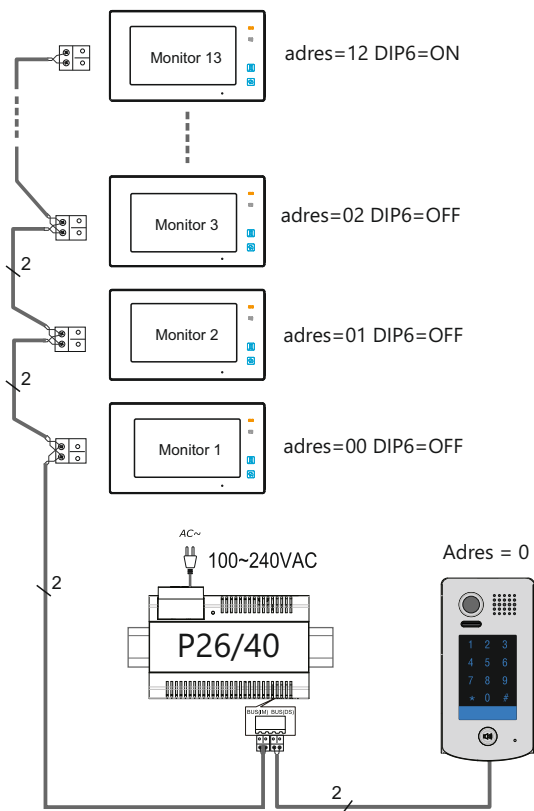 Monitor 13
adres=12 DIP6=ON
Monitor 3
adres=02 DIP6=OFF
2
Monitor 2
adres=01 DIP6=OFF
2
Monitor 1
adres=00 DIP6=OFF
AC~
100~240VAC
Adres = 0
2
P26/40
1 2 3
4 5 6
7 8 9
* 0 #
BUS(IM) BUS(DS)
2